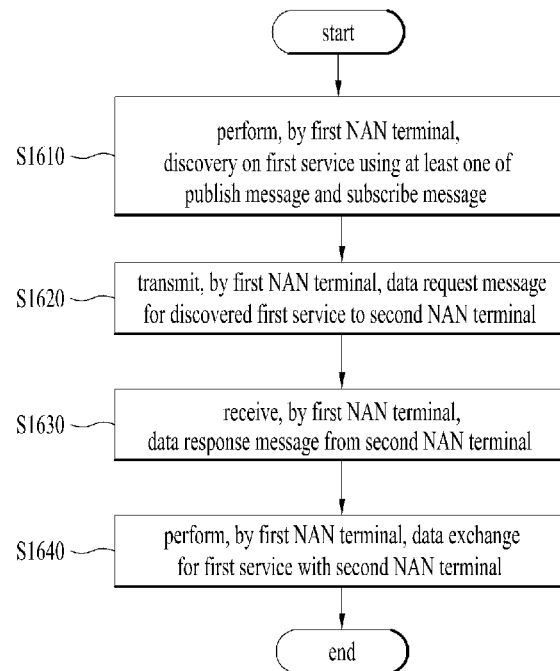 start
S1610
perform, by first NAN terminal,
discovery on first service using at least one of
publish message and subscribe message
S1620
transmit, by first NAN terminal, data request message
for discovered first service to second NAN terminal
S1630
receive, by first NAN terminal,
data response message from second NAN terminal
S1640
perform, by first NAN terminal, data exchange
for first service with second NAN terminal
end